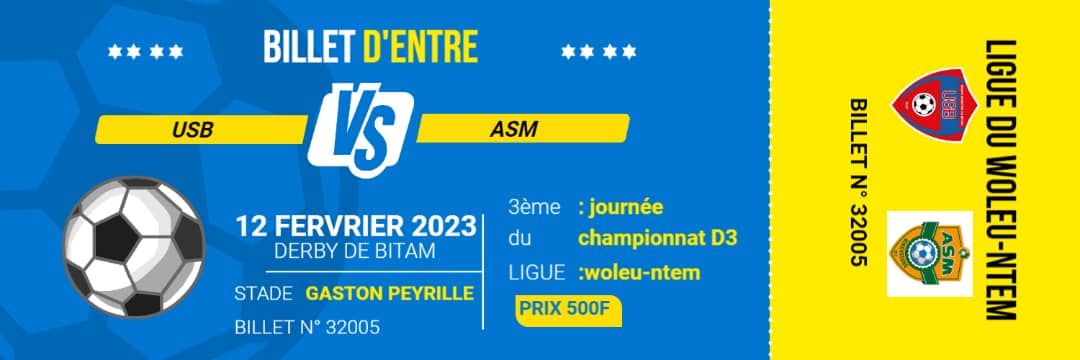 BILLET D'ENTRE
USB
VS
ASM
12 FERVRIER 2023
DERBY DE BITAM
STADE GASTON PEYRILLE
BILLET N° 32005
3ème : journée
du championnat D3
LIGUE :woleu-ntem
PRIX 500F
LIGUE DU WOLEU-NTEM
BILLET N° 32005
USB
ASM